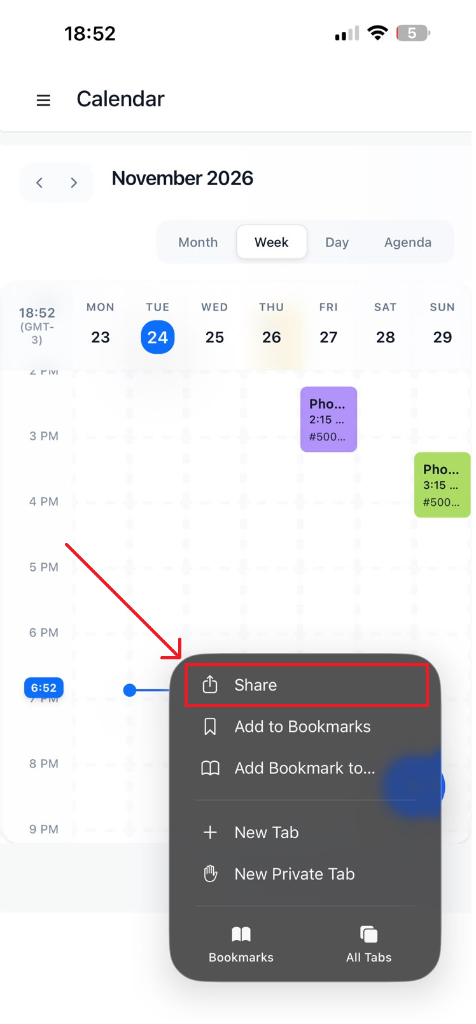 18:52
5
Calendar
November 2026
Month Week Day Agenda
18:52
(GMT-
3)
MON TUE WED THU FRI SAT SUN
23 24 25 26 27 28 29
2 PM
Pho...
2:15 ...
#500...
3 PM
Pho...
3:15 ...
#500...
4 PM
5 PM
6 PM
Share
6:52
7 PM
Add to Bookmarks
8 PM
Add Bookmark to...
9 PM
New Tab
New Private Tab
Bookmarks All Tabs